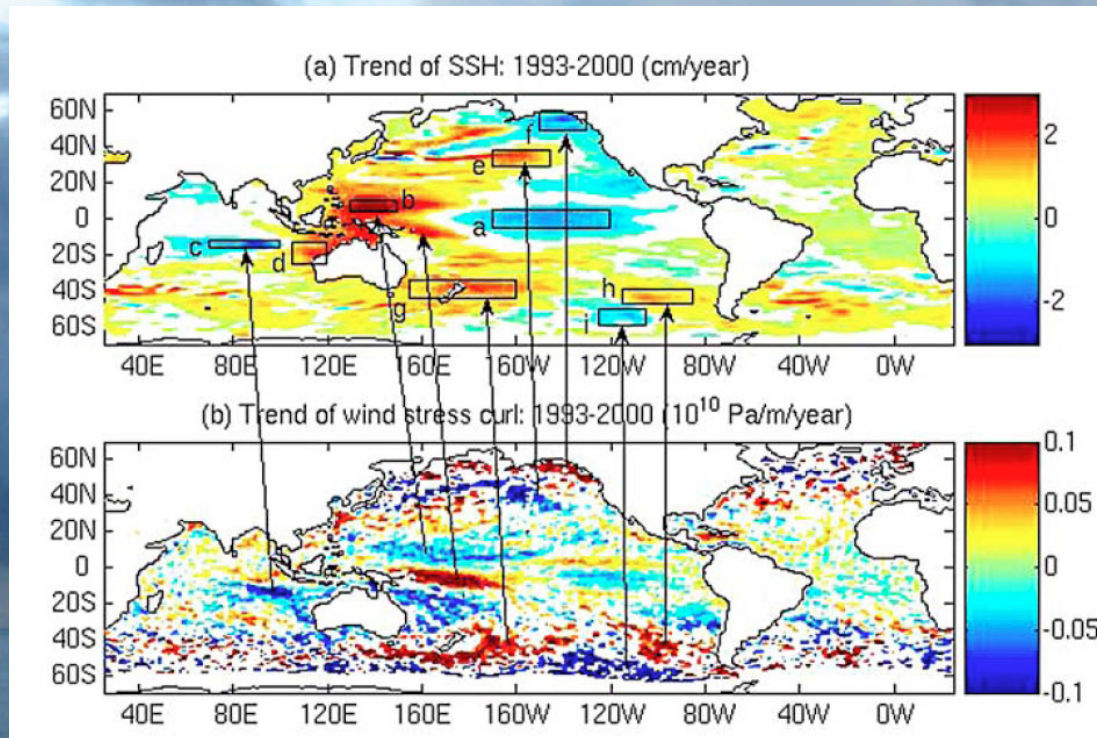 (a) Trend of SSH: 1993-2000 (cm/year)
60N
40N
20N
0
20S
40S
60S
f
e
b
a
c
d
g
h
i
2
0
-2
40E 80E 120E 160E 160W 120W 80W 40W 0W
(b) Trend of wind stress curl: 1993-2000 (10¹⁰ Pa/m/year)
60N
40N
20N
0
20S
40S
60S
0.1
0.05
0
-0.05
-0.1
40E 80E 120E 160E 160W 120W 80W 40W 0W